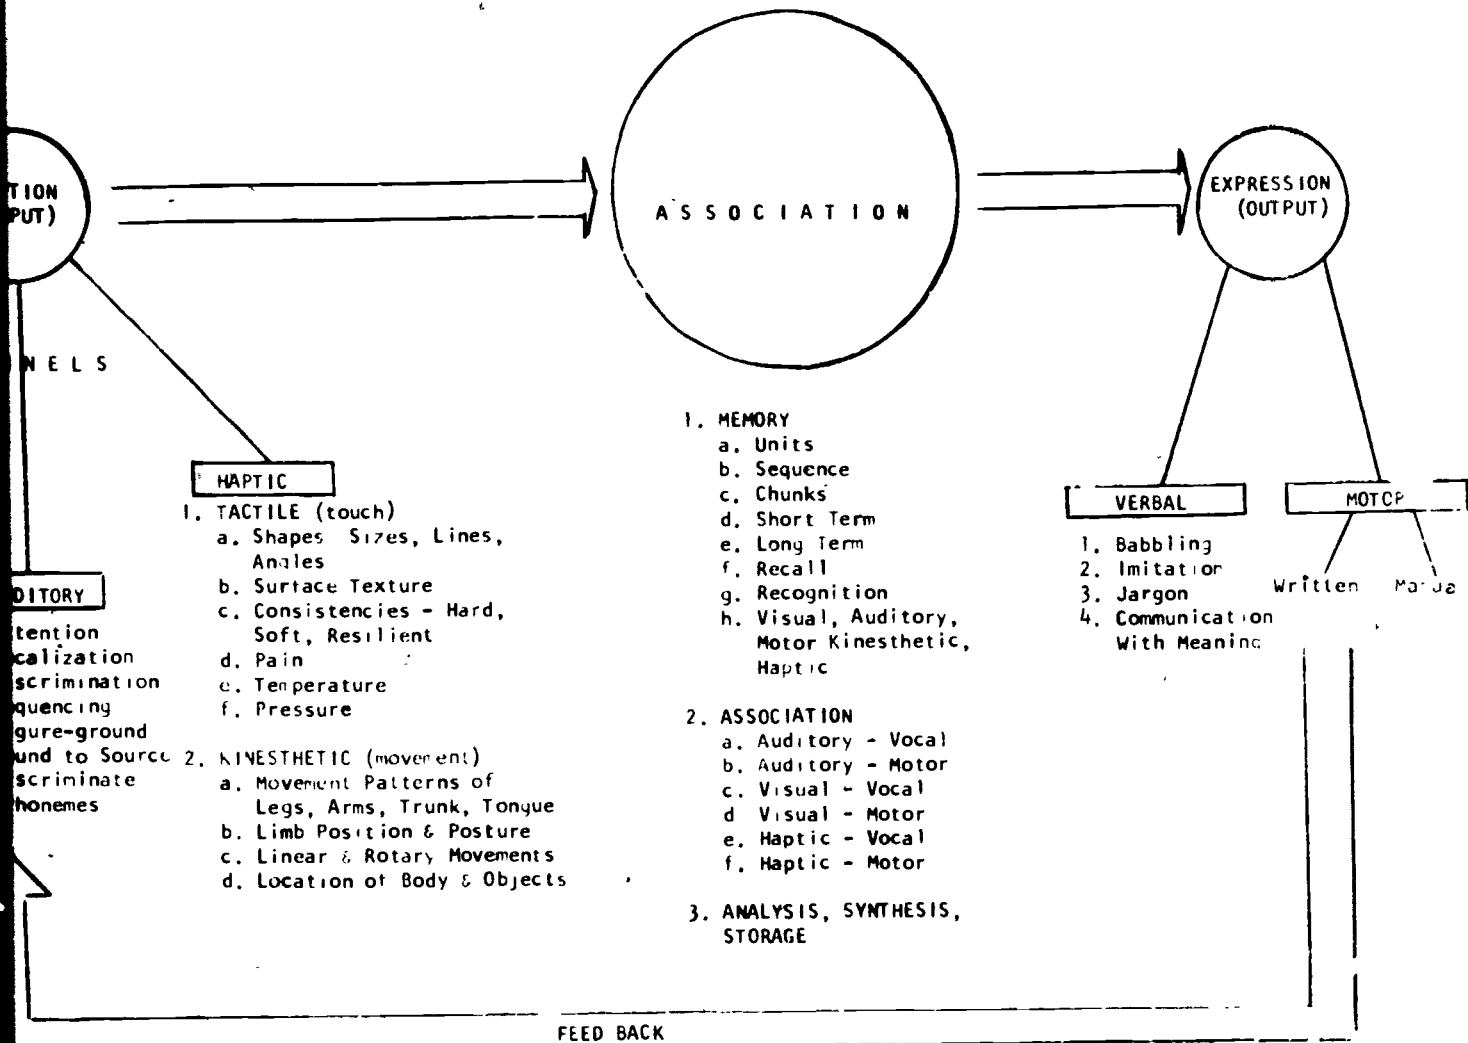 TION
PUT)
A S S O C I A T I O N
EXPRESSION
(OUTPUT)
N E L S
HAPTIC
1. TACTILE (touch)
a. Shapes Sizes, Lines,
Angles
b. Surface Texture
c. Consistencies - Hard,
Soft, Resilient
d. Pain
e. Temperature
f. Pressure
2. KINESTHETIC (movement)
a. Movement Patterns of
Legs, Arms, Trunk, Tongue
b. Limb Position & Posture
c. Linear & Rotary Movements
d. Location of Body & Objects
DITORY
tention
calization
scrimination
quencing
gure-ground
und to Source
scriminate
honemes
1. MEMORY
a. Units
b. Sequence
c. Chunks
d. Short Term
e. Long Term
f. Recall
g. Recognition
h. Visual, Auditory,
Motor Kinesthetic,
Haptic
2. ASSOCIATION
a. Auditory - Vocal
b. Auditory - Motor
c. Visual - Vocal
d Visual - Motor
e. Haptic - Vocal
f. Haptic - Motor
3. ANALYSIS, SYNTHESIS,
STORAGE
VERBAL
1. Babbling
2. Imitation
3. Jargon
4. Communication
With Meaning
MOTOR
Written
FEED BACK